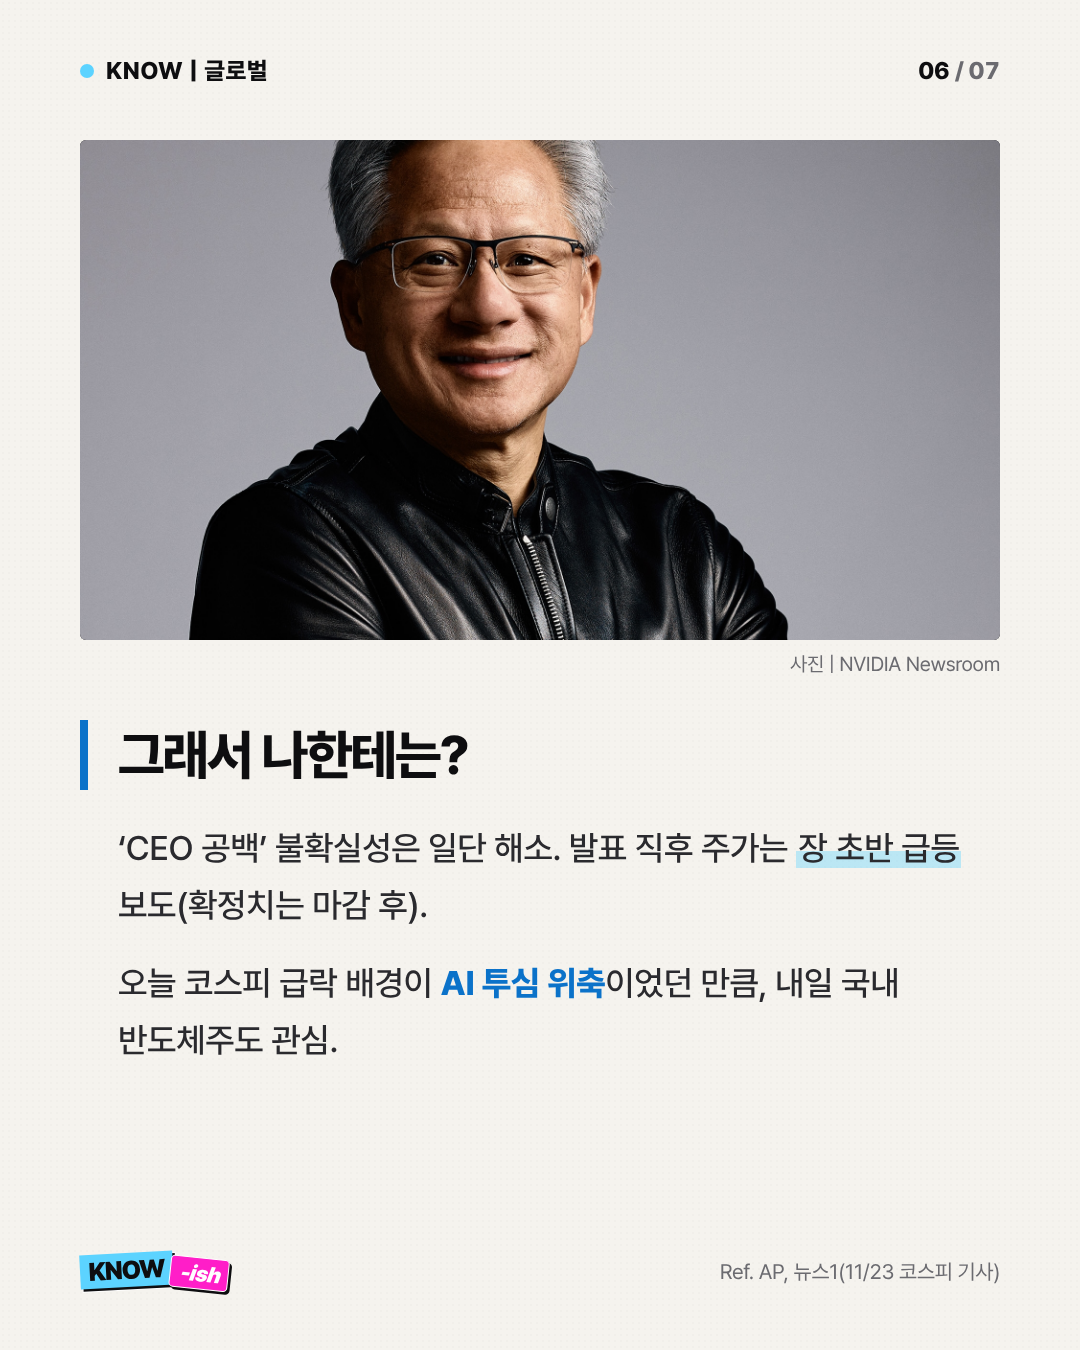 KNOW | 글로벌
06 / 07
사진 | NVIDIA Newsroom
그래서 나한테는?
‘CEO 공백’ 불확실성은 일단 해소. 발표 직후 주가는 장 초반 급등
보도(확정치는 마감 후).
오늘 코스피 급락 배경이 AI 투심 위축이었던 만큼, 내일 국내
반도체주도 관심.
KNOW -ish
Ref. AP, 뉴스1(11/23 코스피 기사)